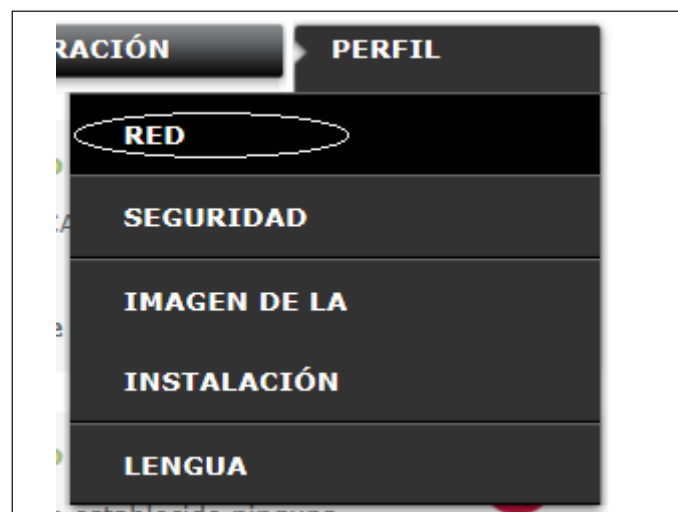 RACIÓN PERFIL
RED
SEGURIDAD
IMAGEN DE LA
INSTALACIÓN
LENGUA